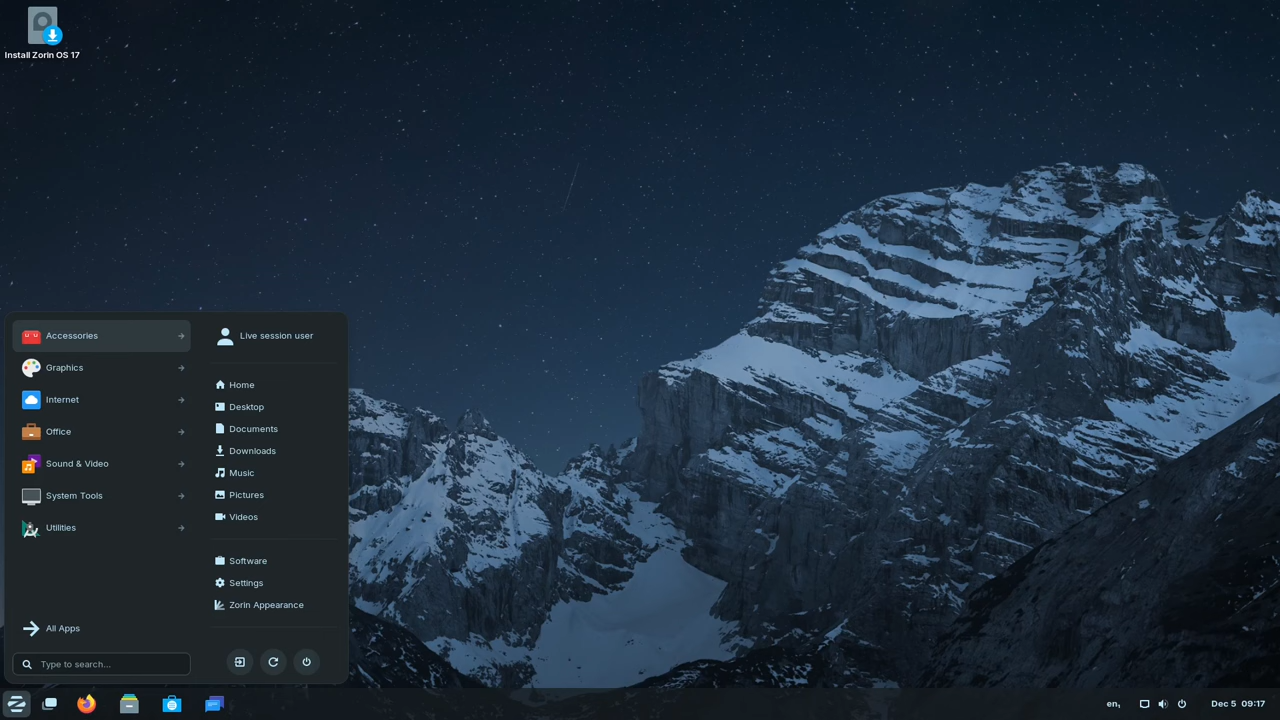 Install Zorin OS 17
Accessories
Graphics
Internet
Office
Sound & Video
System Tools
Utilities
All Apps
Type to search...
Live session user
Home
Desktop
Documents
Downloads
Music
Pictures
Videos
Software
Settings
Zorin Appearance
en₁
Dec 5 09:17